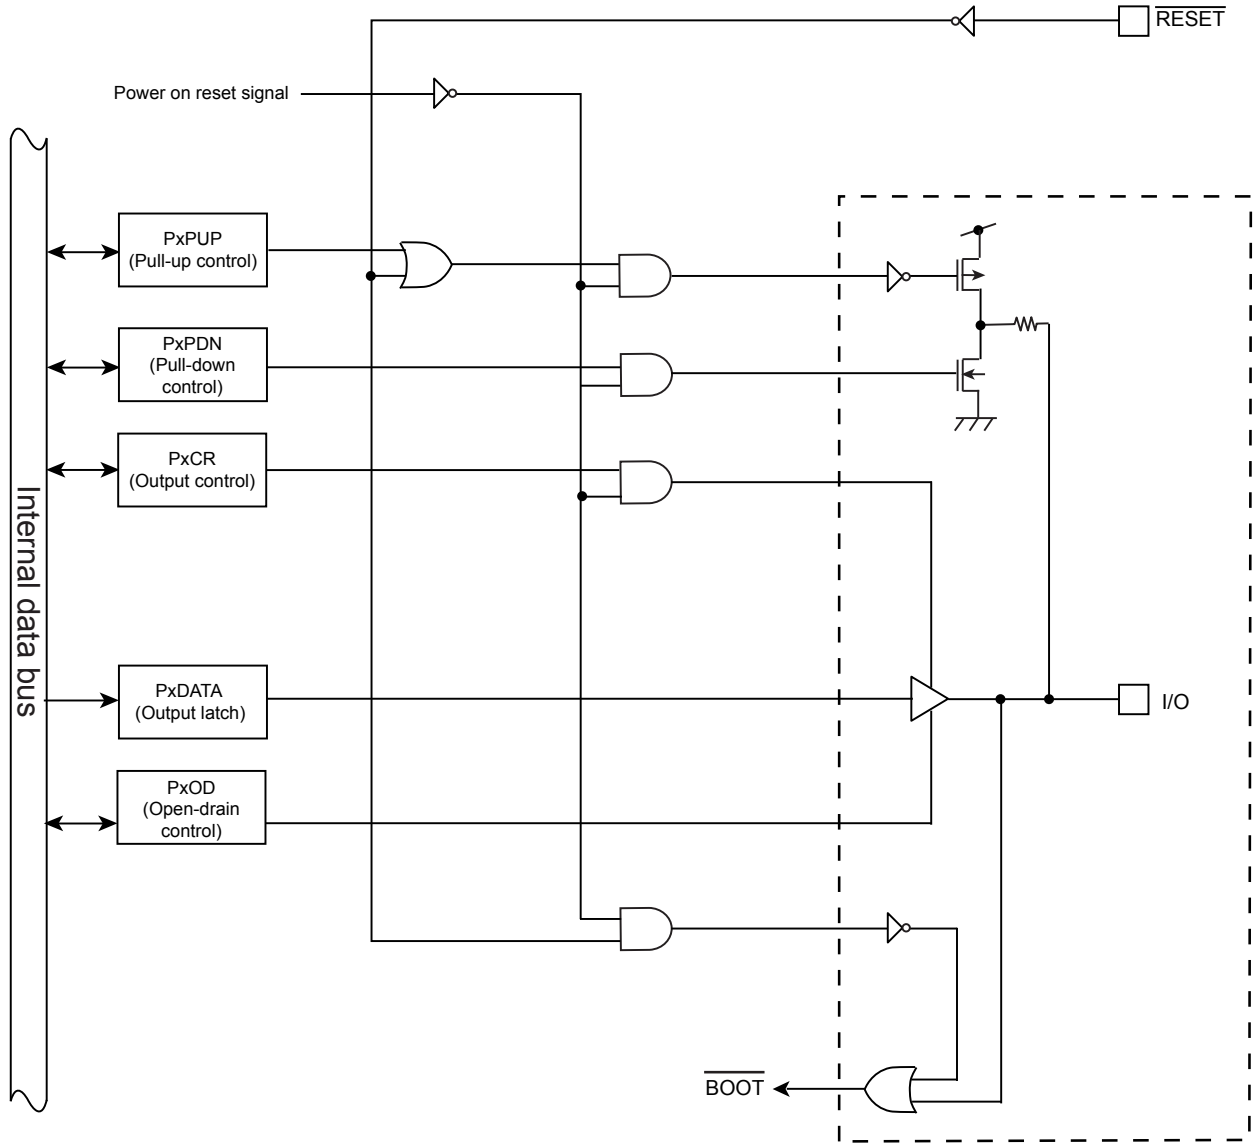 RESET
Power on reset signal
PxPUP
(Pull-up control)
PxPDN
(Pull-down
control)
PxCR
(Output control)
Internal data bus
PxDATA
(Output latch)
I/O
PxOD
(Open-drain
control)
BOOT